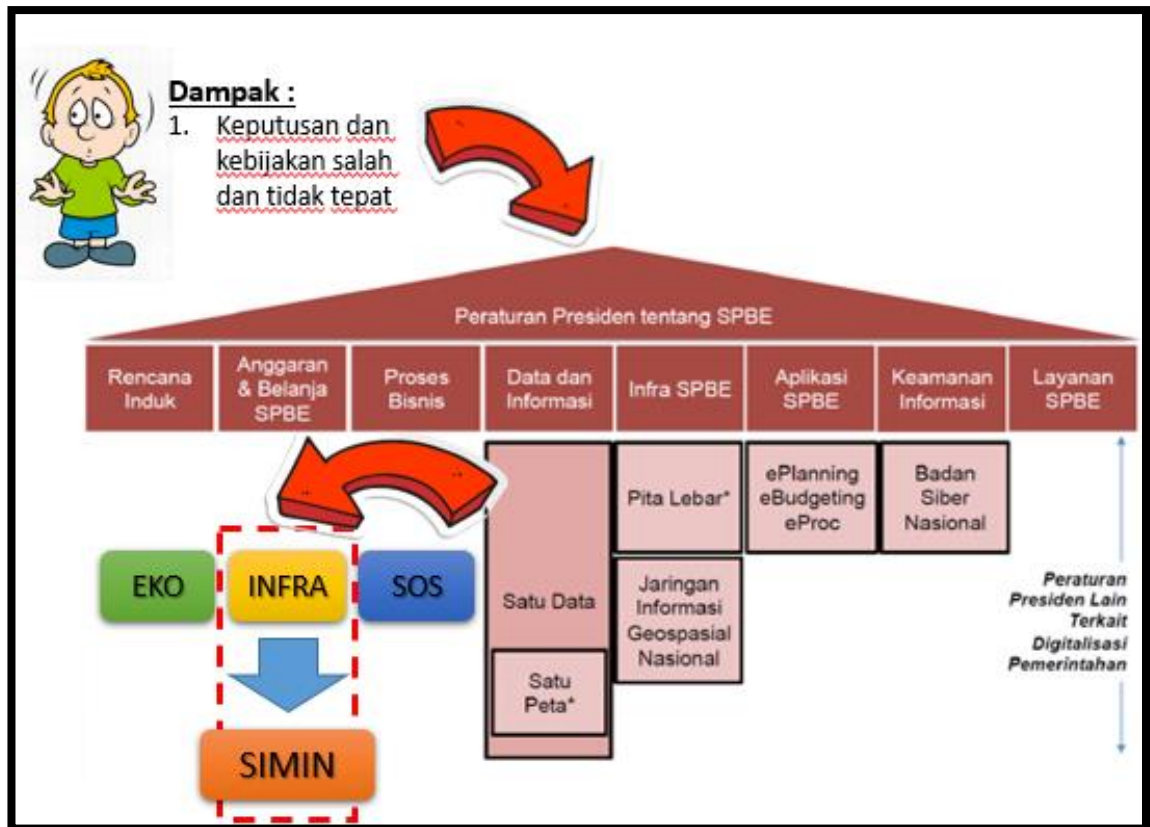 Dampak :
1. Keputusan dan
kebijakan salah
dan tidak tepat
Peraturan Presiden tentang SPBE
Rencana
Induk
Anggaran
& Belanja
SPBE
Proses
Bisnis
Data dan
Informasi
Infra SPBE
Aplikasi
SPBE
Keamanan
Informasi
Layanan
SPBE
Pita Lebar*
ePlanning
eBudgeting
eProc
Badan
Siber
Nasional
EKO
INFRA
SOS
Satu Data
Jaringan
Informasi
Geospasial
Nasional
Peraturan
Presiden Lain
Terkait
Digitalisasi
Pemerintahan
Satu
Peta*
SIMIN